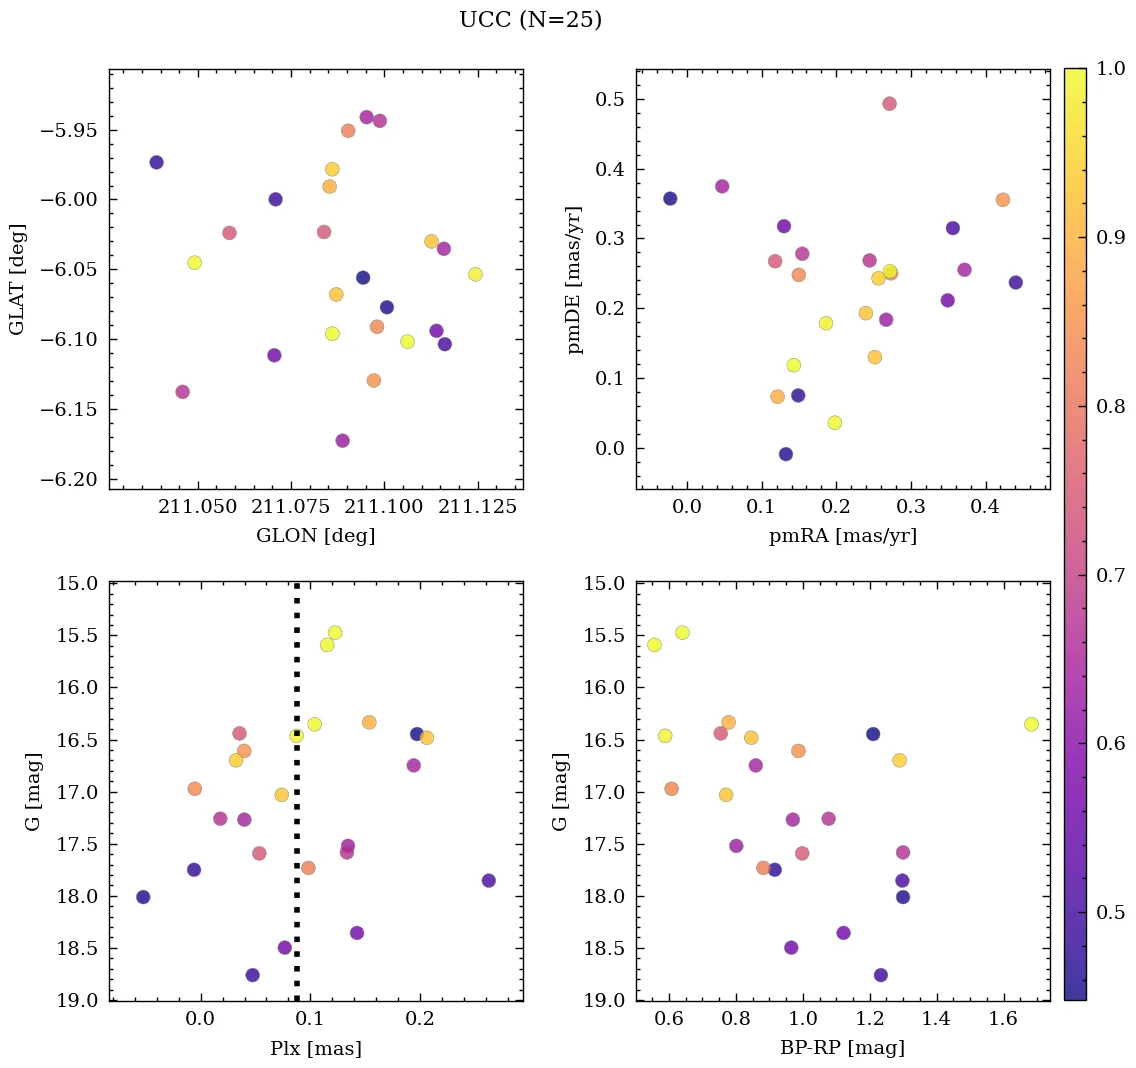 UCC (N=25)
−5.95
−6.00
−6.05
−6.10
−6.15
−6.20
GLAT [deg]
211.050 211.075 211.100 211.125
GLON [deg]
0.5
0.4
0.3
0.2
0.1
0.0
pmDE [mas/yr]
0.0 0.1 0.2 0.3 0.4
pmRA [mas/yr]
1.0
0.9
0.8
0.7
0.6
0.5
15.0
15.5
16.0
16.5
17.0
17.5
18.0
18.5
19.0
G [mag]
0.0 0.1 0.2
Plx [mas]
15.0
15.5
16.0
16.5
17.0
17.5
18.0
18.5
19.0
G [mag]
0.6 0.8 1.0 1.2 1.4 1.6
BP-RP [mag]